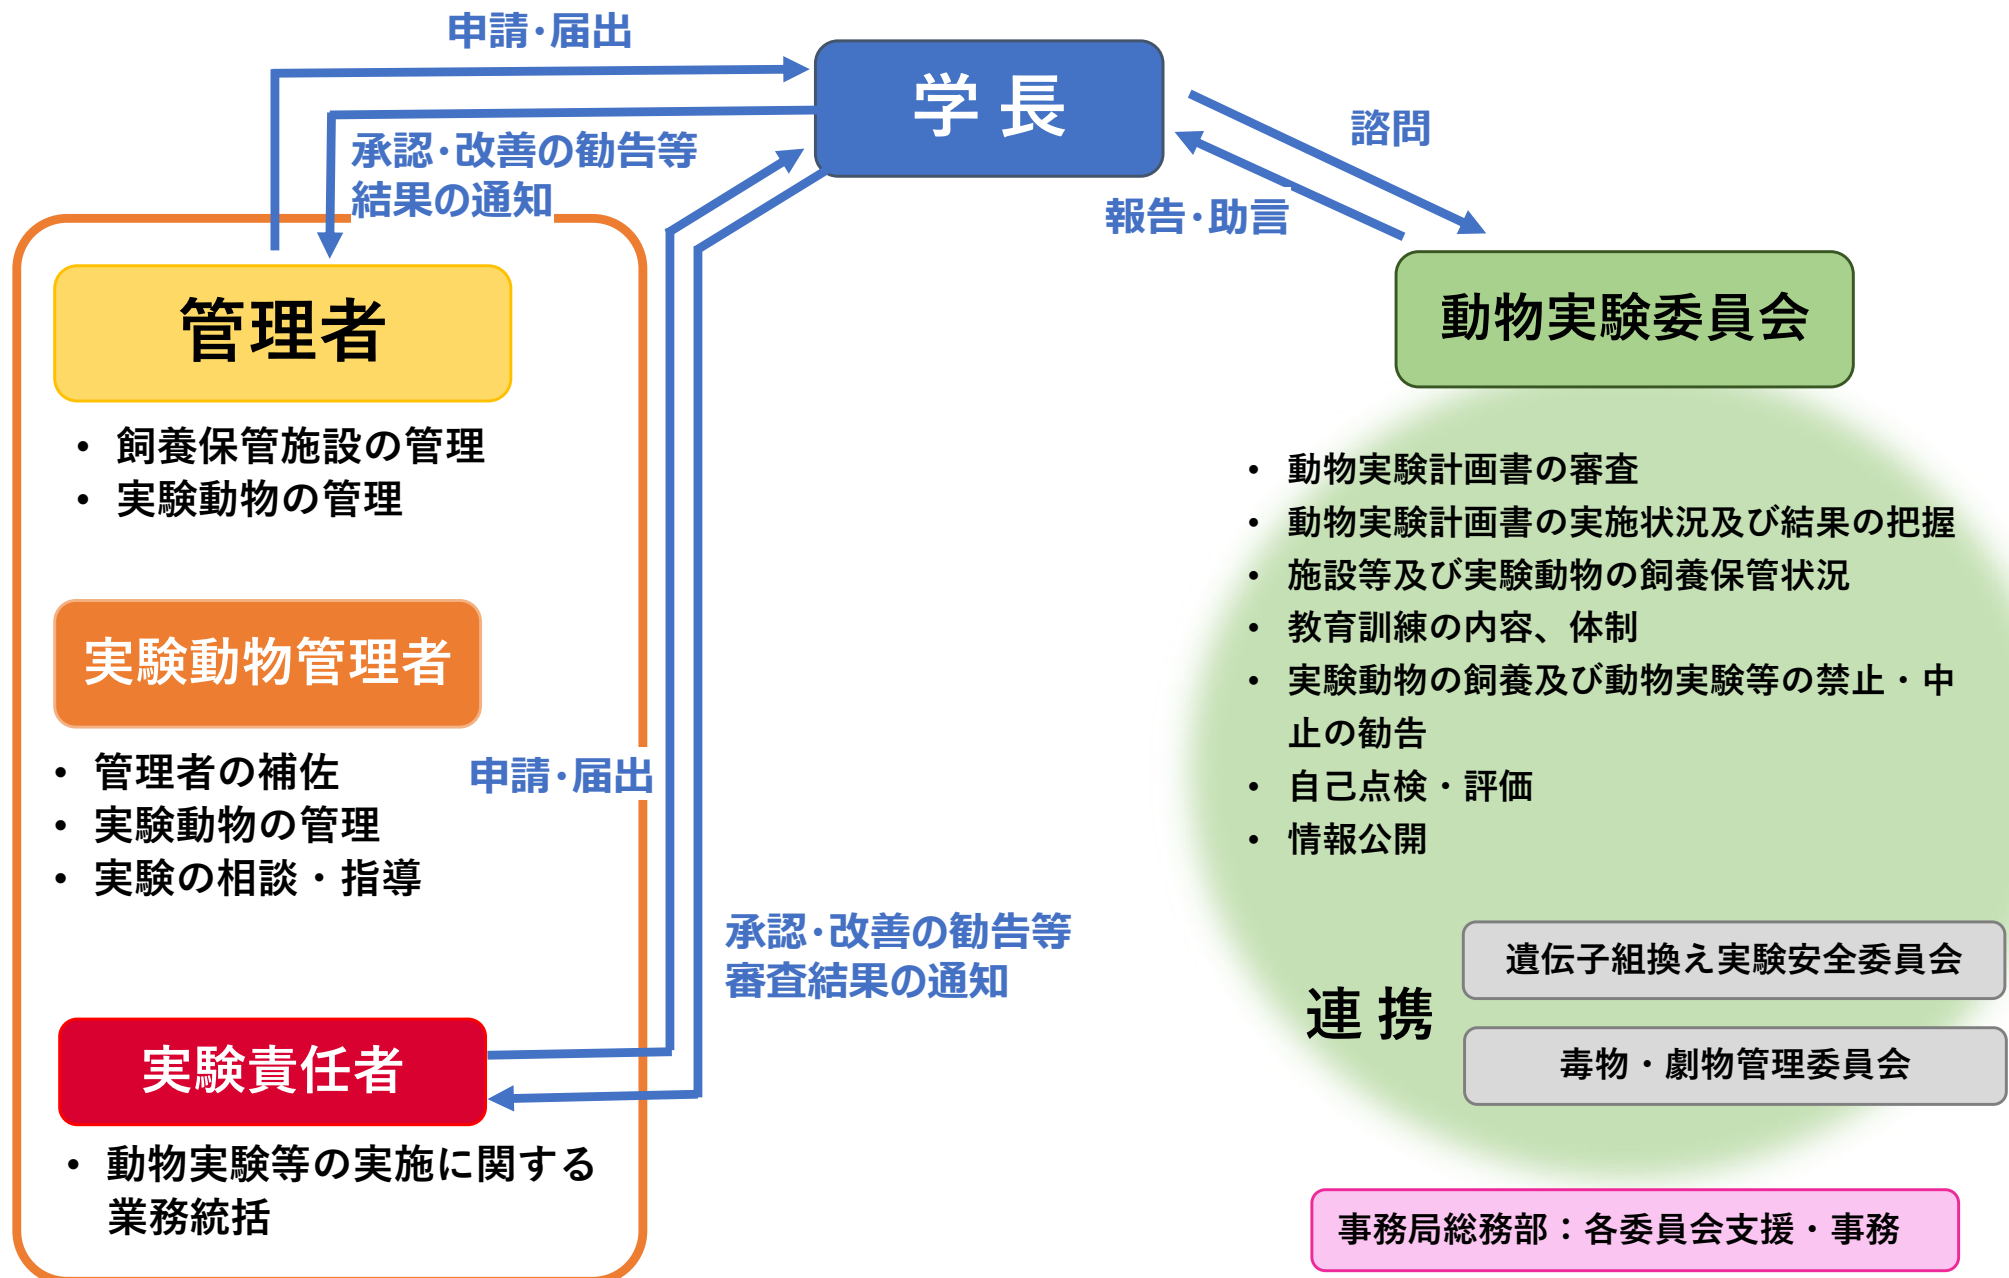 申請･届出
学 長
諮問
承認･改善の勧告等
結果の通知
報告･助言
管理者
動物実験委員会
• 飼養保管施設の管理
• 実験動物の管理
実験動物管理者
• 管理者の補佐
• 実験動物の管理
• 実験の相談・指導
申請･届出
承認･改善の勧告等
審査結果の通知
実験責任者
• 動物実験等の実施に関する
業務統括
• 動物実験計画書の審査
• 動物実験計画書の実施状況及び結果の把握
• 施設等及び実験動物の飼養保管状況
• 教育訓練の内容、体制
• 実験動物の飼養及び動物実験等の禁止・中
止の勧告
• 自己点検・評価
• 情報公開
連 携
遺伝子組換え実験安全委員会
毒物・劇物管理委員会
事務局総務部：各委員会支援・事務